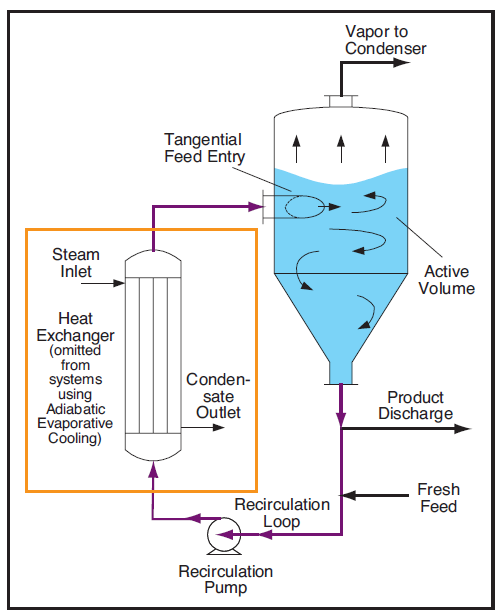 Vapor to
Condenser
Tangential
Feed Entry
Steam
Inlet
Heat
Exchanger
(omitted
from
systems
using
Adiabatic
Evaporative
Cooling)
Conden-
sate
Outlet
Active
Volume
Product
Discharge
Fresh
Feed
Recirculation
Loop
Recirculation
Pump